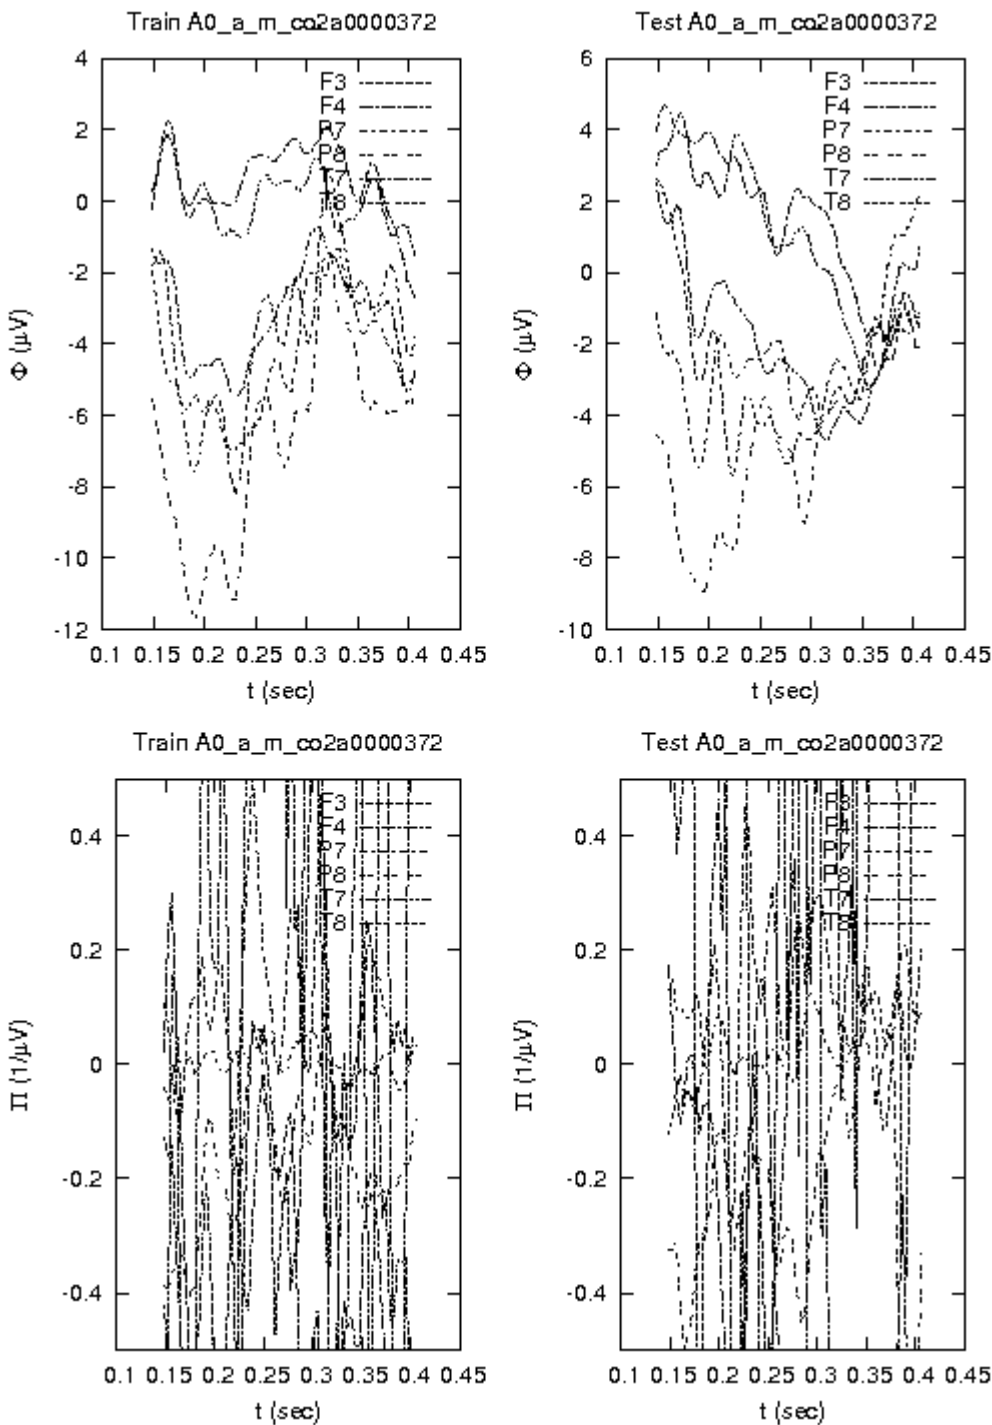 Train A0_a_m_co2a0000372
4
2
0
-2
-4
-6
-8
-10
-12
Φ (μV)
F3
F4
P7
P8
T7
T8
0.1 0.15 0.2 0.25 0.3 0.35 0.4 0.45
t (sec)
Test A0_a_m_co2a0000372
6
4
2
0
-2
-4
-6
-8
-10
Φ (μV)
F3
F4
P7
P8
T7
T8
0.1 0.15 0.2 0.25 0.3 0.35 0.4 0.45
t (sec)
Train A0_a_m_co2a0000372
0.4
0.2
0
-0.2
-0.4
Π (1/μV)
F3
F4
P7
P8
T7
T8
0.1 0.15 0.2 0.25 0.3 0.35 0.4 0.45
t (sec)
Test A0_a_m_co2a0000372
0.4
0.2
0
-0.2
-0.4
Π (1/μV)
F3
F4
P7
P8
T7
T8
0.1 0.15 0.2 0.25 0.3 0.35 0.4 0.45
t (sec)